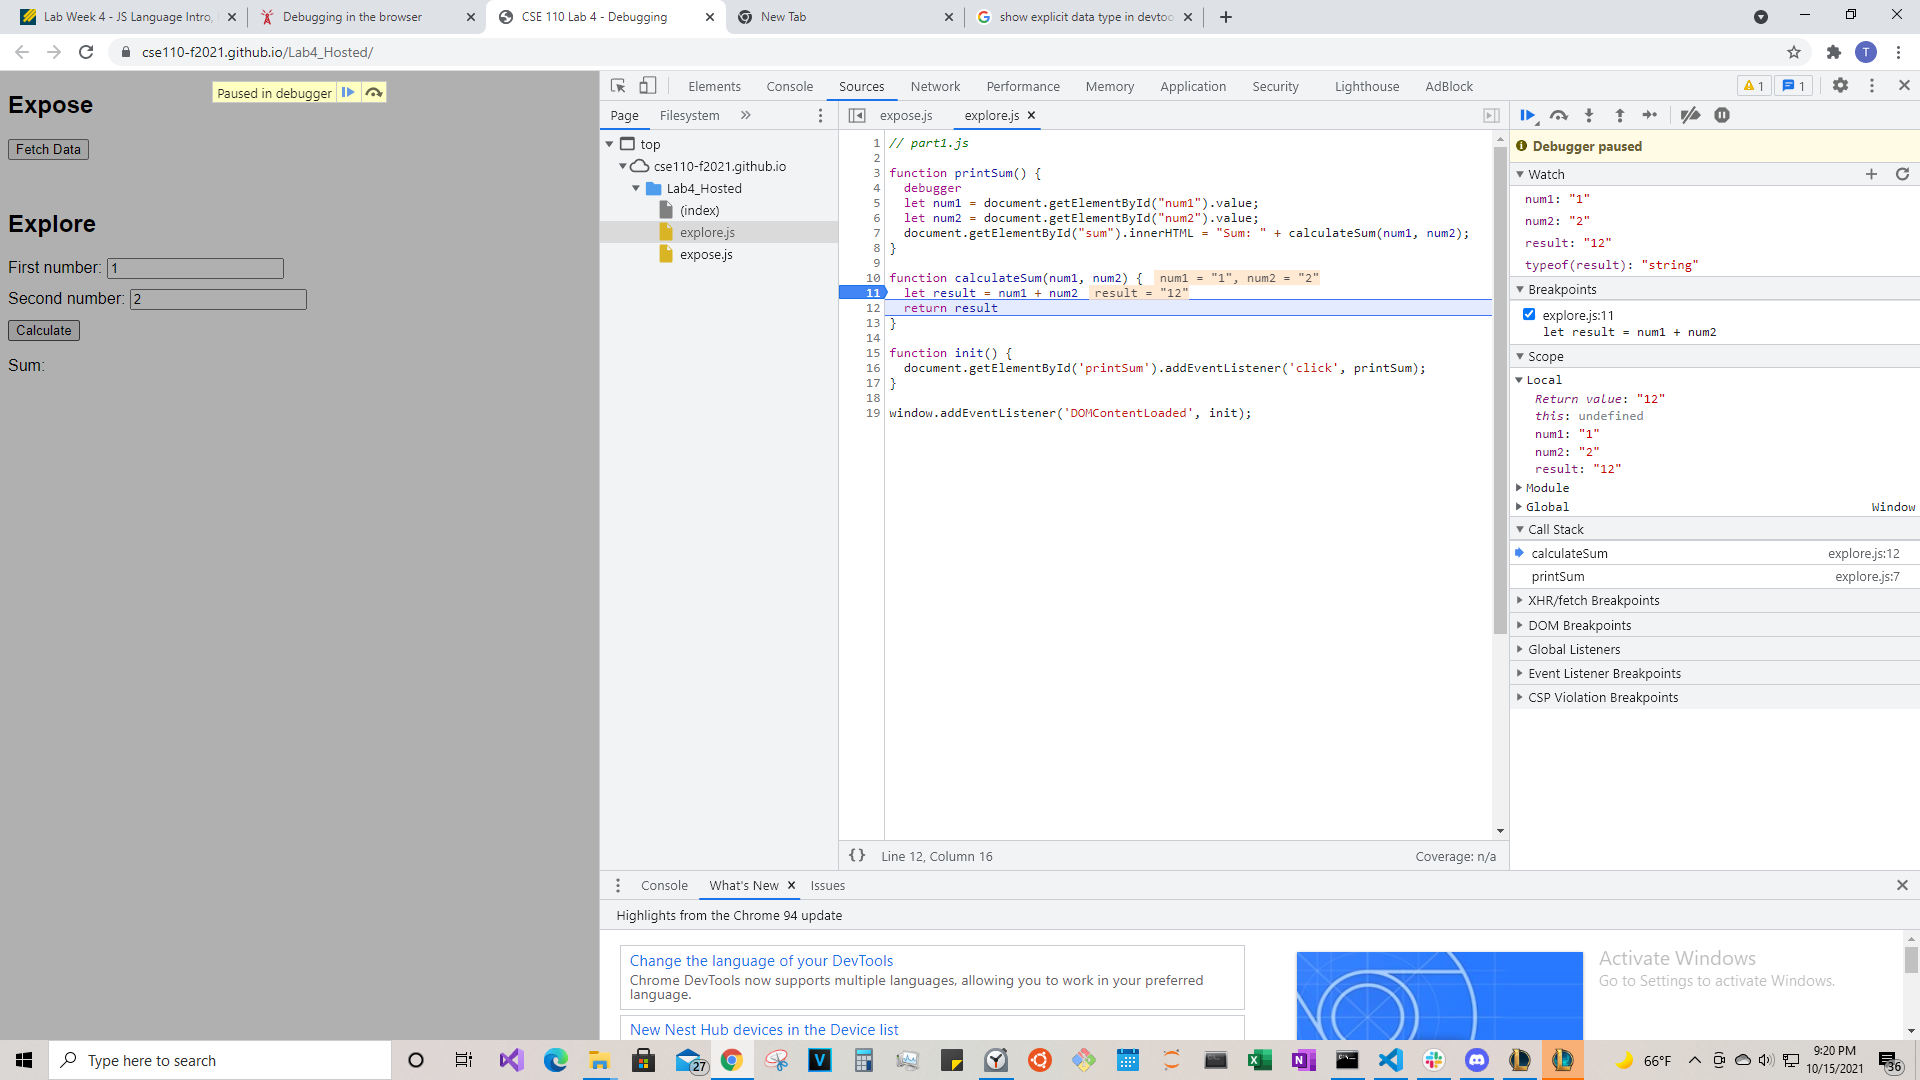 Lab Week 4 - JS Language Intro,
Debugging in the browser
CSE 110 Lab 4 - Debugging
New Tab
show explicit data type in devtoo
cse110-f2021.github.io/Lab4_Hosted/
T
Expose
Paused in debugger
Fetch Data
Explore
First number: 1
Second number: 2
Calculate
Sum:
Elements Console Sources Network Performance Memory Application Security Lighthouse AdBlock
1 1
Page Filesystem »
top
cse110-f2021.github.io
Lab4_Hosted
(index)
explore.js
expose.js
expose.js explore.js
1 // part1.js
2
3 function printSum() {
4 debugger
5 let num1 = document.getElementById("num1").value;
6 let num2 = document.getElementById("num2").value;
7 document.getElementById("sum").innerHTML = "Sum: " + calculateSum(num1, num2);
8 }
9
10 function calculateSum(num1, num2) { num1 = "1", num2 = "2"
11 let result = num1 + num2 result = "12"
12 return result
13 }
14
15 function init() {
16 document.getElementById('printSum').addEventListener('click', printSum);
17 }
18
19 window.addEventListener('DOMContentLoaded', init);
{} Line 12, Column 16 Coverage: n/a
Debugger paused
Watch
num1: "1"
num2: "2"
result: "12"
typeof(result): "string"
Breakpoints
explore.js:11
let result = num1 + num2
Scope
Local
Return value: "12"
this: undefined
num1: "1"
num2: "2"
result: "12"
Module
Global Window
Call Stack
calculateSum explore.js:12
printSum explore.js:7
XHR/fetch Breakpoints
DOM Breakpoints
Global Listeners
Event Listener Breakpoints
CSP Violation Breakpoints
Console What's New Issues
Highlights from the Chrome 94 update
Change the language of your DevTools
Chrome DevTools now supports multiple languages, allowing you to work in your preferred
language.
New Nest Hub devices in the Device list
Activate Windows
Go to Settings to activate Windows.
Type here to search
27
66°F
9:20 PM
10/15/2021
36